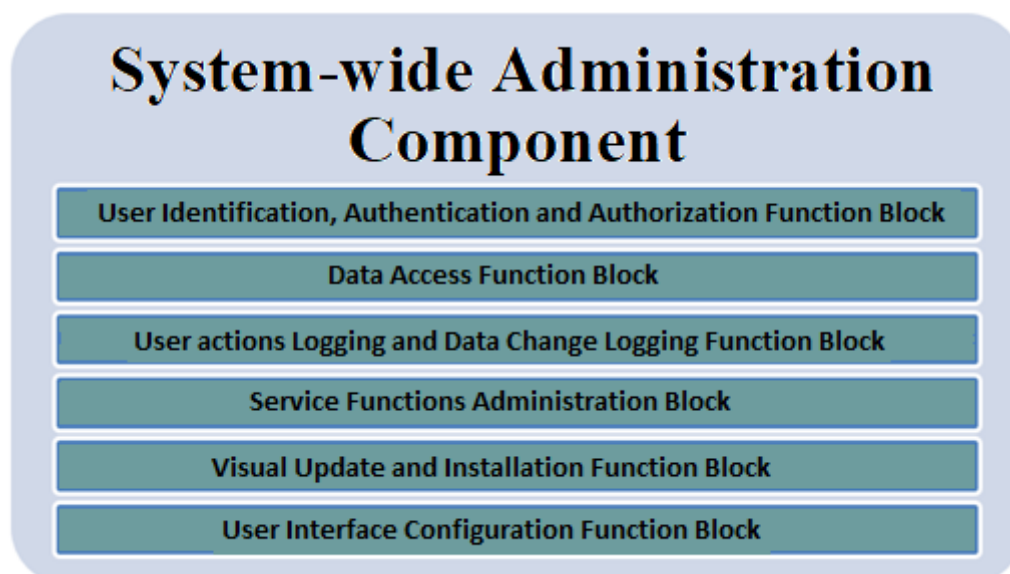 System-wide Administration
Component
User Identification, Authentication and Authorization Function Block
Data Access Function Block
User actions Logging and Data Change Logging Function Block
Service Functions Administration Block
Visual Update and Installation Function Block
User Interface Configuration Function Block